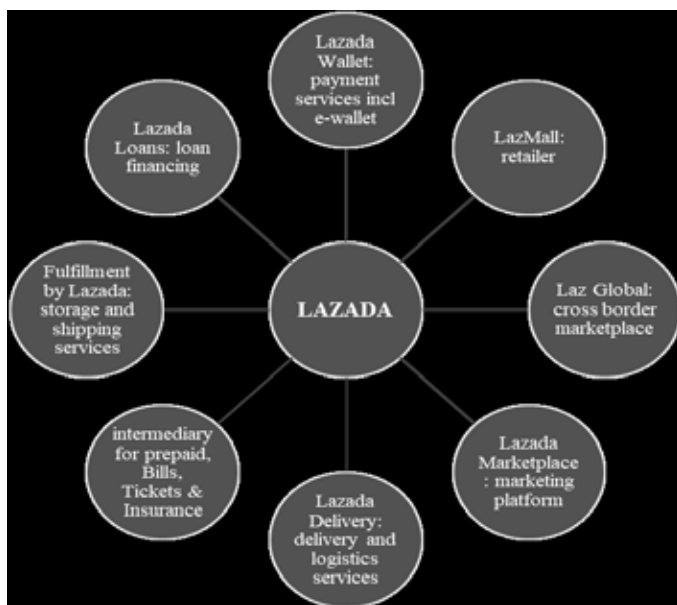 Lazada
Wallet:
payment
services incl
e-wallet
LazMall:
retailer
Laz Global:
cross border
marketplace
Lazada
Marketplace
: marketing
platform
Lazada
Delivery:
delivery and
logistics
services
intermediary
for prepaid,
Bills,
Tickets &
Insurance
Fulfillment
by Lazada:
storage and
shipping
services
Lazada
Loans: loan
financing
LAZADA